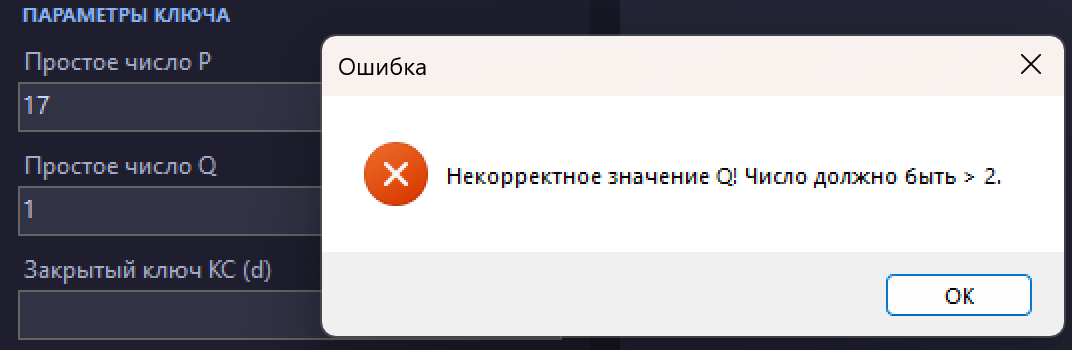 ПАРАМЕТРЫ КЛЮЧА
Простое число P
17
Простое число Q
1
Закрытый ключ КС (d)
Ошибка
Некорректное значение Q! Число должно быть > 2.
ОК